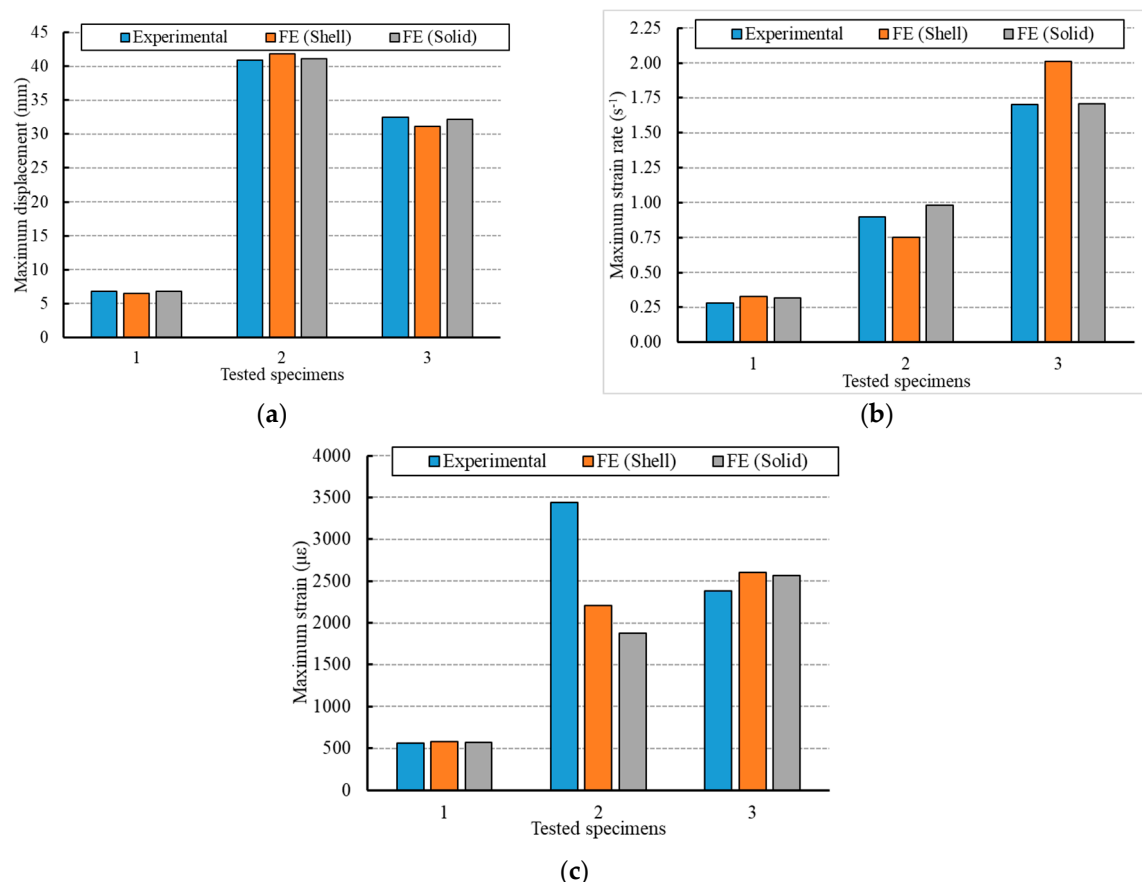 Experimental FE (Shell) FE (Solid)
Maximum displacement (mm)
45
40
35
30
25
20
15
10
5
0
1 2 3
Tested specimens
(a)
Experimental FE (Shell) FE (Solid)
Maximum strain rate (s⁻¹)
2.25
2.00
1.75
1.50
1.25
1.00
0.75
0.50
0.25
0.00
1 2 3
Tested specimens
(b)
Experimental FE (Shell) FE (Solid)
Maximum strain (με)
4000
3500
3000
2500
2000
1500
1000
500
0
1 2 3
Tested specimens
(c)